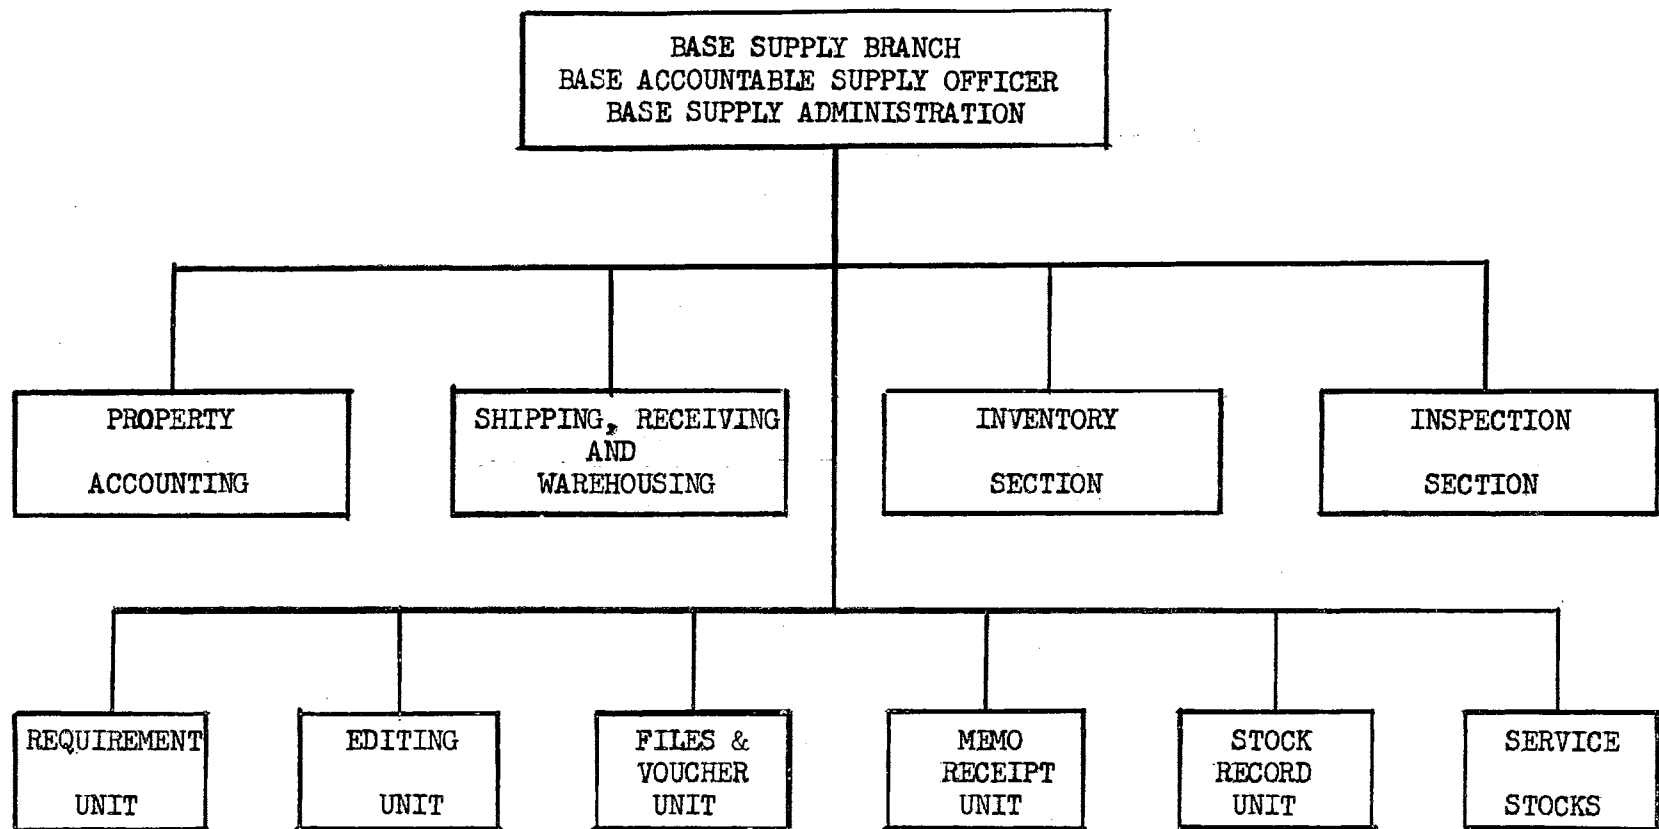 BASE SUPPLY BRANCH
BASE ACCOUNTABLE SUPPLY OFFICER
BASE SUPPLY ADMINISTRATION
PROPERTY
ACCOUNTING
SHIPPING, RECEIVING
AND
WAREHOUSING
INVENTORY
SECTION
INSPECTION
SECTION
REQUIREMENT
UNIT
EDITING
UNIT
FILES &
VOUCHER
UNIT
MEMO
RECEIPT
UNIT
STOCK
RECORD
UNIT
SERVICE
STOCKS